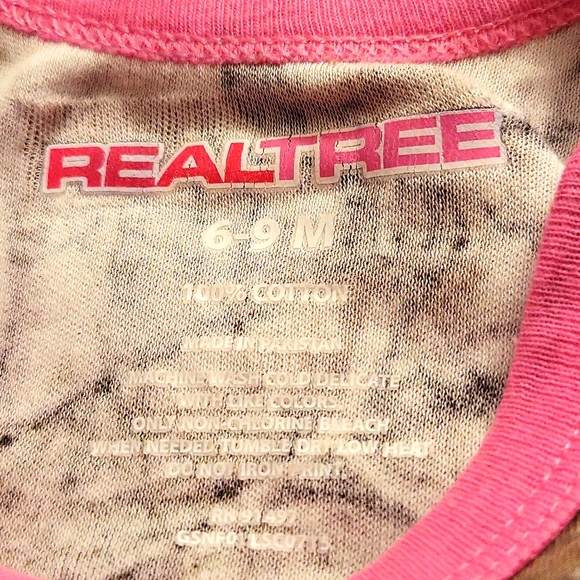 REALTREE
6-9 M
100% COTTON
MADE IN PAKISTAN
MACHINE WASH COLD DELICATE
WITH LIKE COLORS
ONLY NON-CHLORINE BLEACH
WHEN NEEDED TUMBLE DRY LOW HEAT
DO NOT IRON PRINT
RN